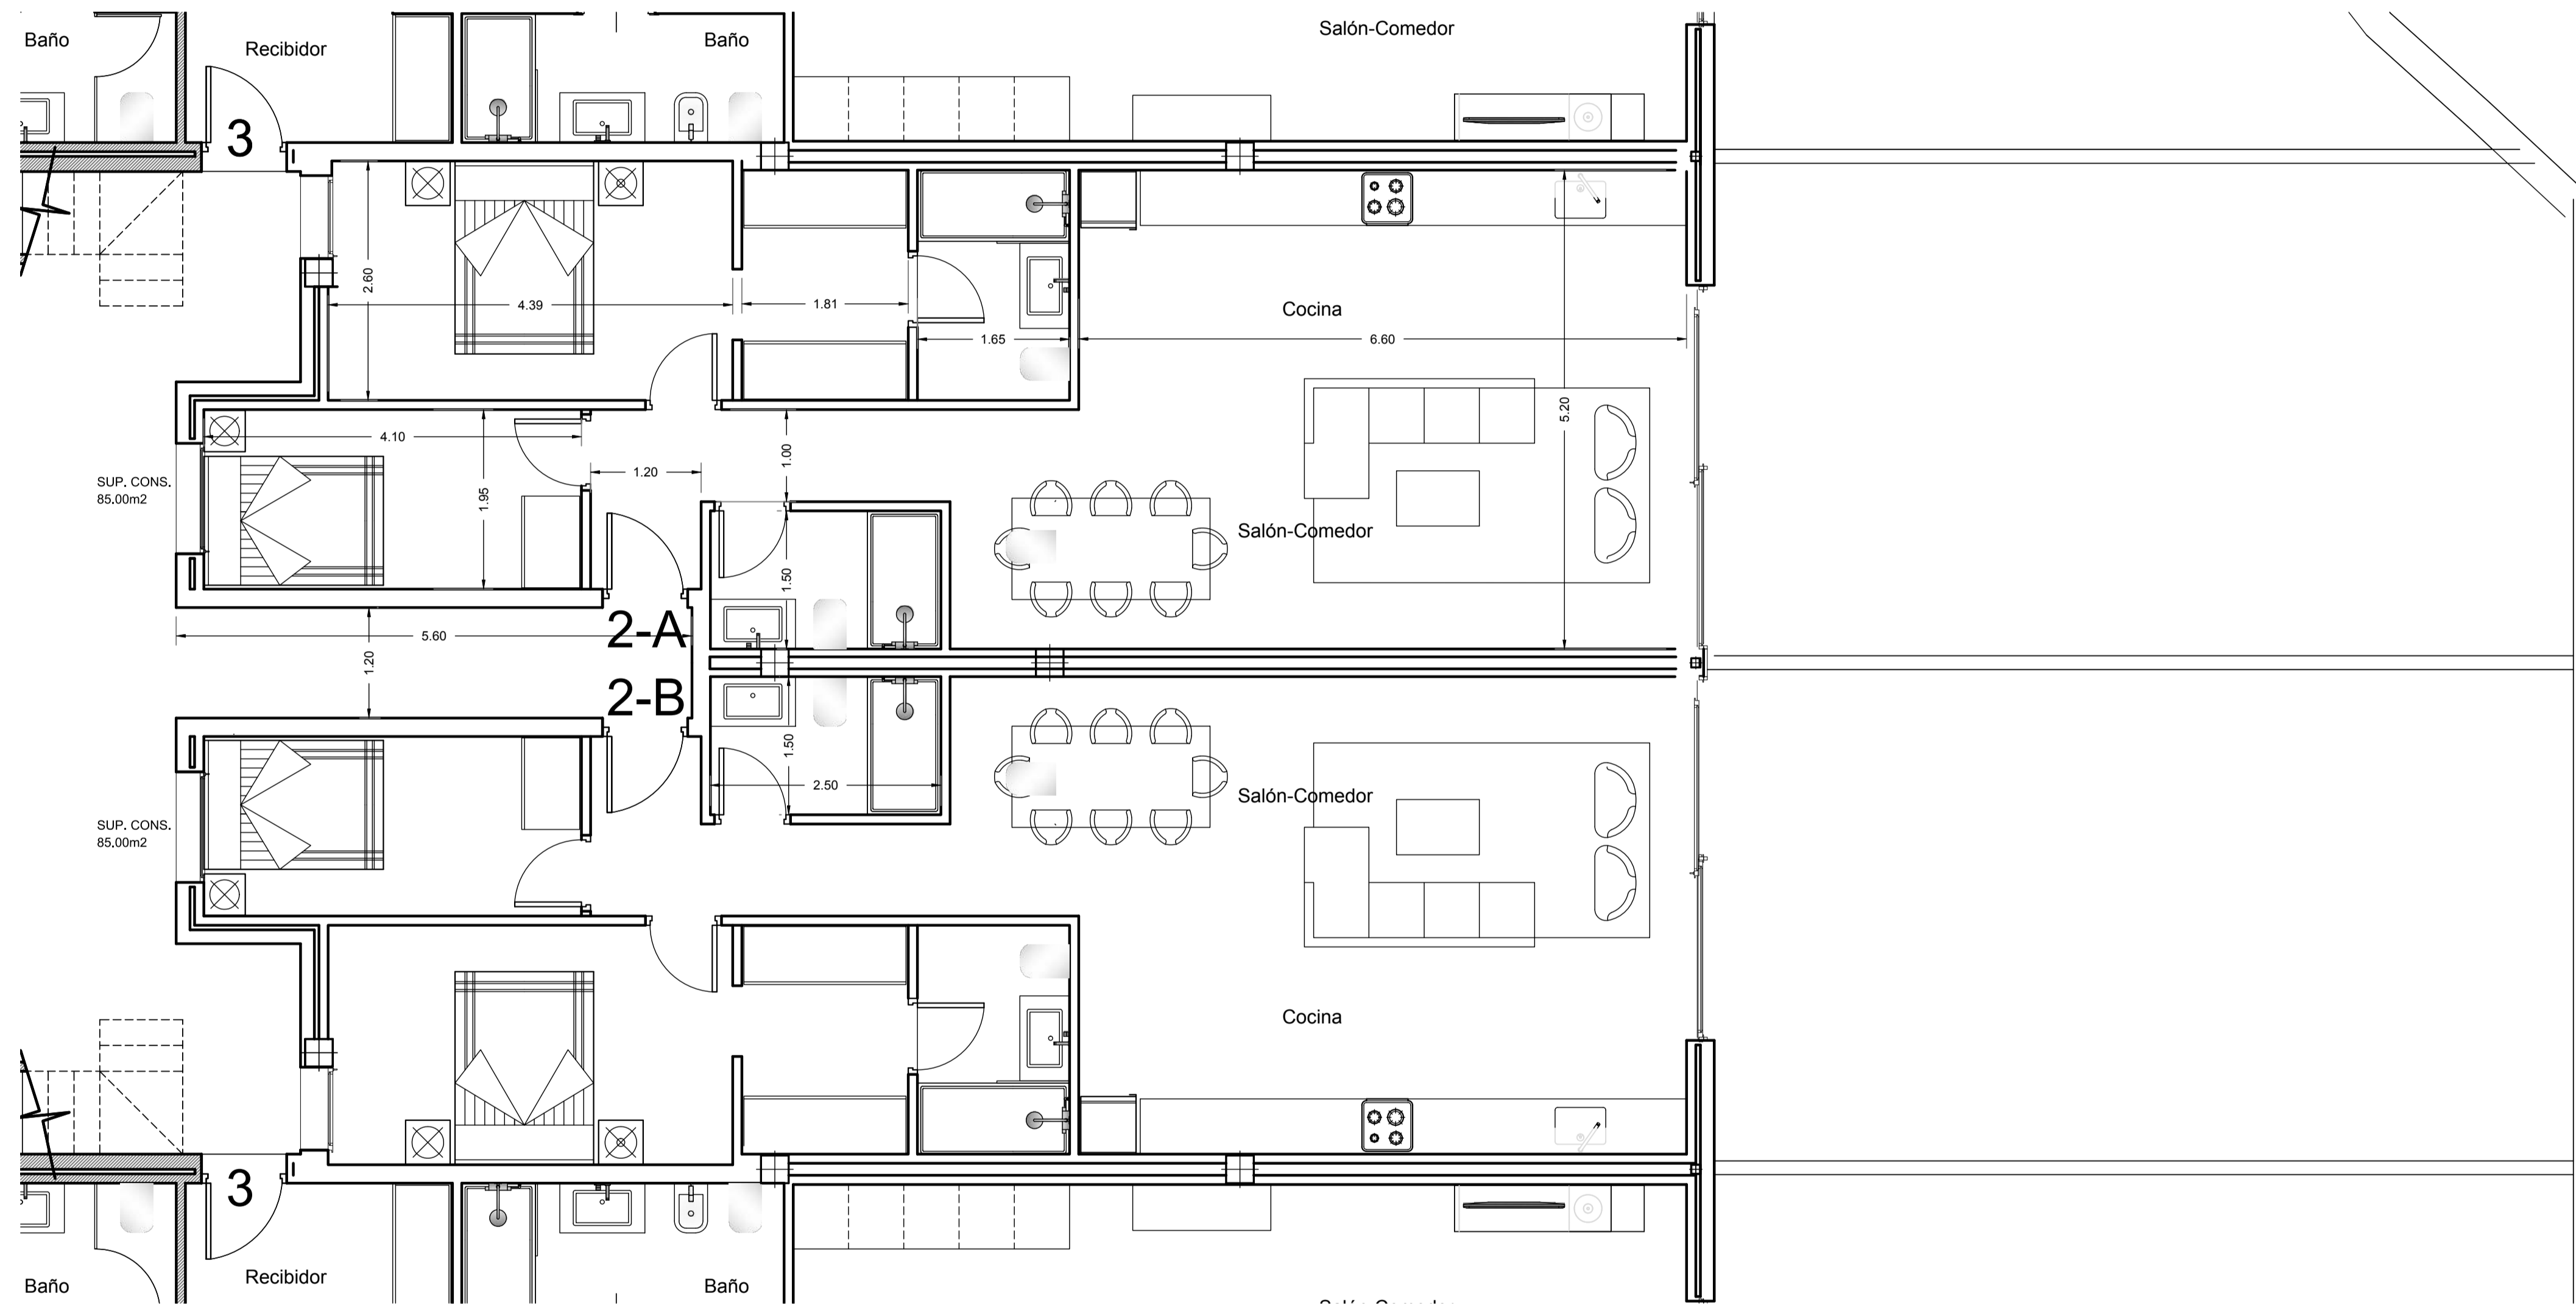 Baño
Recibidor
Baño
Salón-Comedor
3
2.60
4.39
1.81
1.65
Cocina
6.60
5.20
4.10
1.95
1.20
1.00
SUP. CONS.
85.00m2
Salón-Comedor
1.50
2-A
5.60
1.20
2-B
1.50
2.50
Salón-Comedor
SUP. CONS.
85.00m2
Cocina
3
Baño
Recibidor
Baño
Salón-Comedor